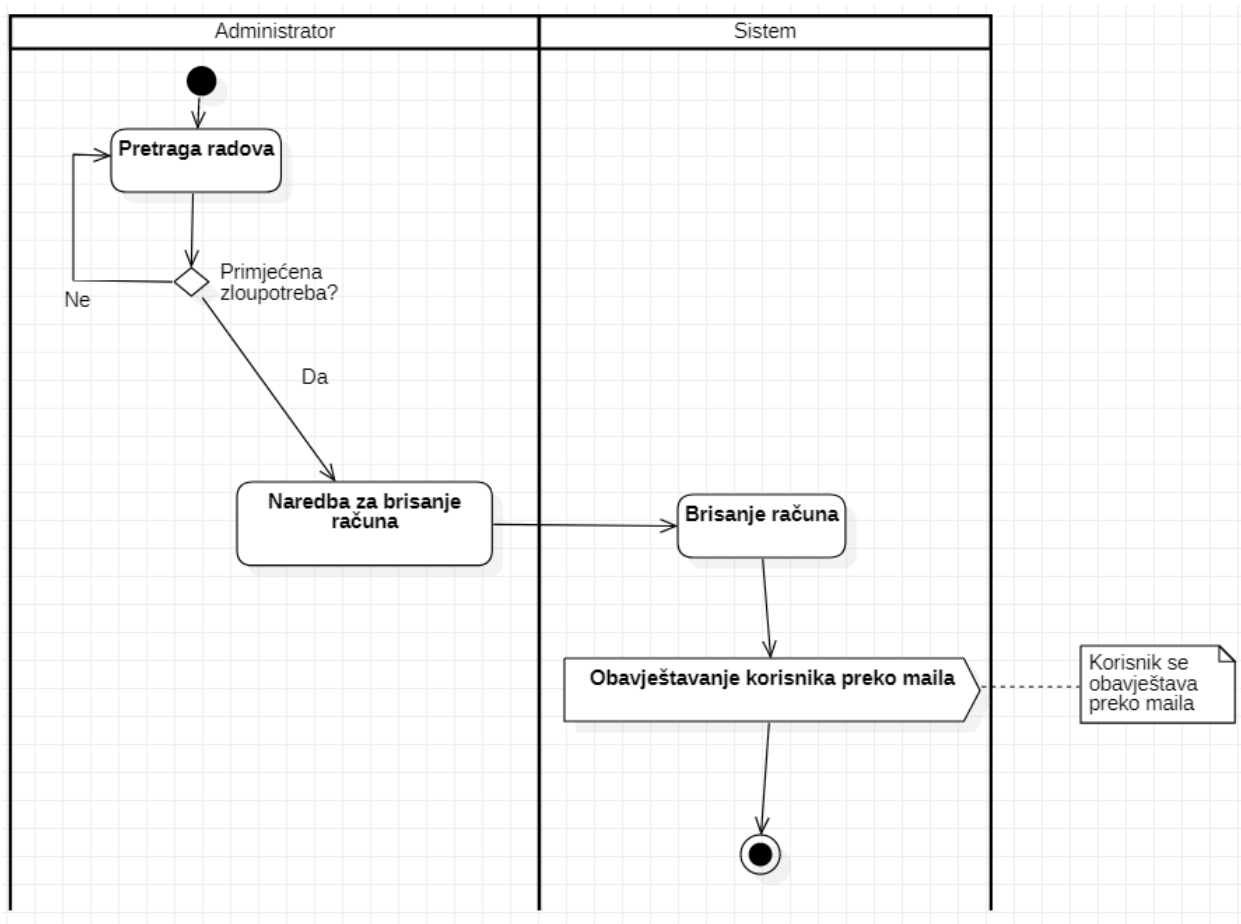 Administrator
Sistem
Pretraga radova
Primjećena
zloupotreba?
Ne
Da
Naredba za brisanje
računa
Brisanje računa
Obavještavanje korisnika preko maila
Korisnik se
obavještava
preko maila